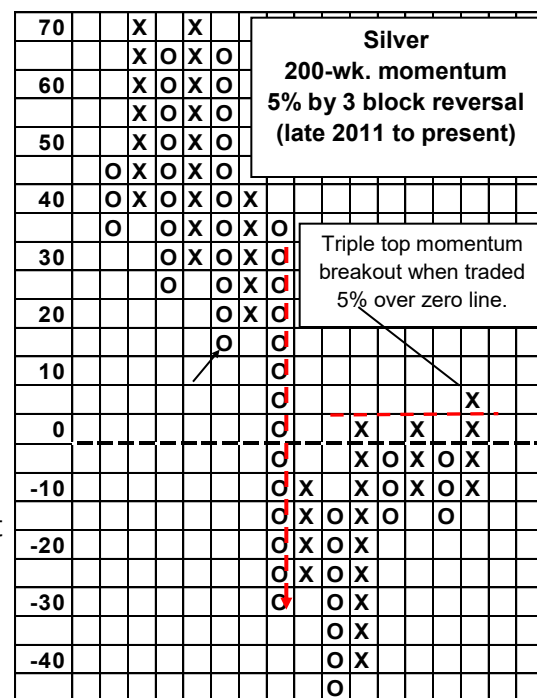 Silver
200-wk. momentum
5% by 3 block reversal
(late 2011 to present)
70 X X
X O X O
60 X O X O
X O X O
50 X O X O
O X O X O
40 O X O X O X
O O X O X O
30 O X O X O
O O X O
20 O X O
O O
10 O
O X
0 O X X X
O X O X O X
-10 O X X O X O X
O X O X O O
-20 O X O X
O X O X
-30 O O X
O X
-40 O X
O
Triple top momentum
breakout when traded
5% over zero line.